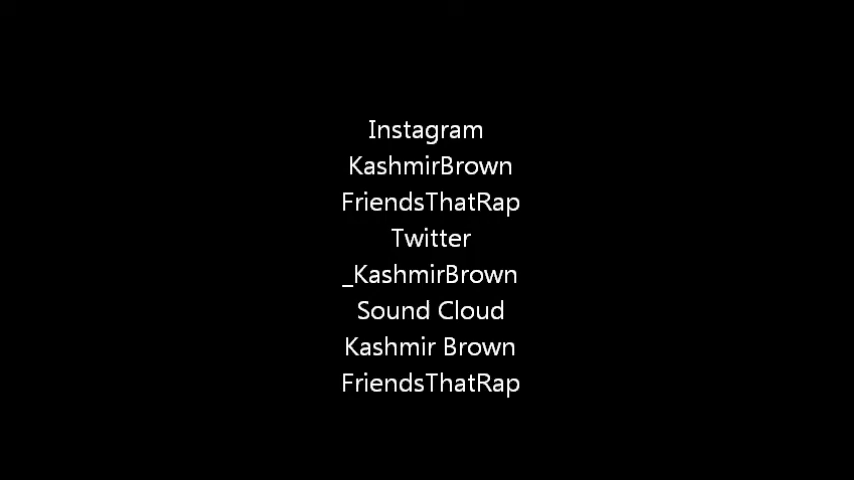 Instagram
KashmirBrown
FriendsThatRap
Twitter
_KashmirBrown
Sound Cloud
Kashmir Brown
FriendsThatRap